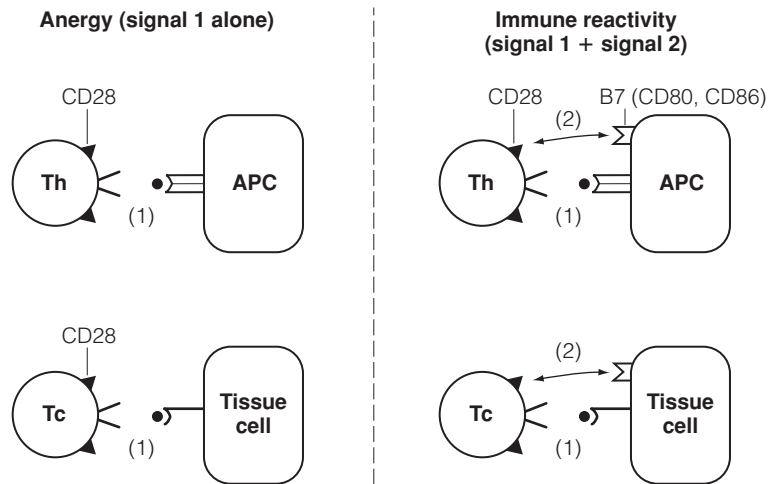 Anergy (signal 1 alone)
Immune reactivity
(signal 1 + signal 2)
CD28
Th
(1)
APC
CD28
B7 (CD80, CD86)
(2)
Th
(1)
APC
CD28
Tc
(1)
Tissue
cell
(2)
Tc
(1)
Tissue
cell